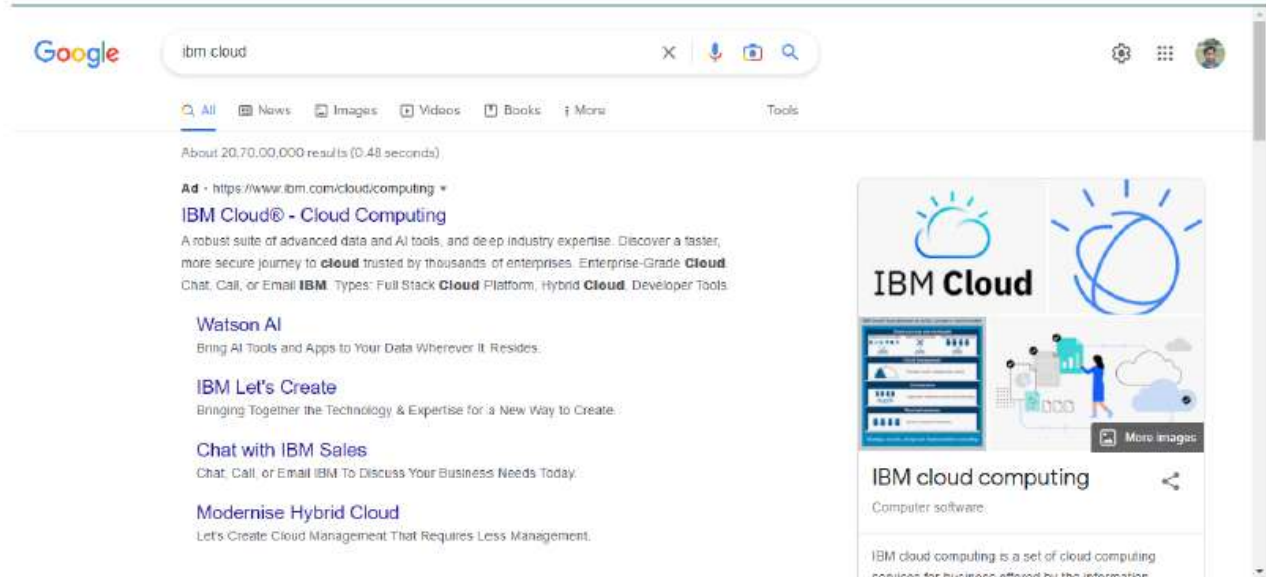 Google
ibm cloud
All News Images Videos Books More Tools
About 20,70,00,000 results (0.48 seconds)
Ad · https://www.ibm.com/cloud/computing
IBM Cloud® - Cloud Computing
A robust suite of advanced data and AI tools, and deep industry expertise. Discover a faster,
more secure journey to cloud trusted by thousands of enterprises. Enterprise-Grade Cloud.
Chat, Call, or Email IBM. Types: Full Stack Cloud Platform, Hybrid Cloud, Developer Tools.
Watson AI
Bring AI Tools and Apps to Your Data Wherever It Resides.
IBM Let's Create
Bringing Together the Technology & Expertise for a New Way to Create.
Chat with IBM Sales
Chat, Call, or Email IBM To Discuss Your Business Needs Today.
Modernise Hybrid Cloud
Let's Create Cloud Management That Requires Less Management.
IBM Cloud
More images
IBM cloud computing
Computer software
IBM cloud computing is a set of cloud computing
services for business offered by the information